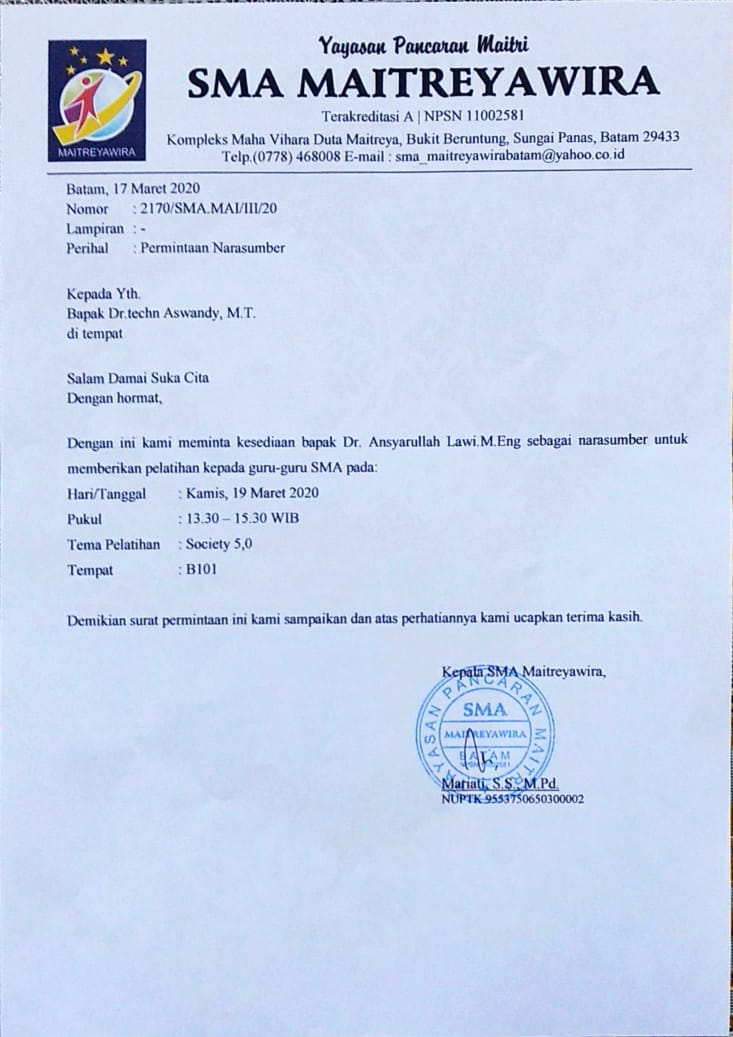 MAITREYAWIRA
Yayasan Pancaran Maitri
SMA MAITREYAWIRA
Terakreditasi A | NPSN 11002581
Kompleks Maha Vihara Duta Maitreya, Bukit Beruntung, Sungai Panas, Batam 29433
Telp.(0778) 468008 E-mail : sma_maitreyawirabatam@yahoo.co.id
Batam, 17 Maret 2020
Nomor : 2170/SMA.MAI/III/20
Lampiran : -
Perihal : Permintaan Narasumber
Kepada Yth.
Bapak Dr.techn Aswandy, M.T.
di tempat
Salam Damai Suka Cita
Dengan hormat,
Dengan ini kami meminta kesediaan bapak Dr. Ansyarullah Lawi.M.Eng sebagai narasumber untuk
memberikan pelatihan kepada guru-guru SMA pada:
Hari/Tanggal : Kamis, 19 Maret 2020
Pukul : 13.30 – 15.30 WIB
Tema Pelatihan : Society 5,0
Tempat : B101
Demikian surat permintaan ini kami sampaikan dan atas perhatiannya kami ucapkan terima kasih.
Kepala SMA Maitreyawira,
YAYASAN PANCARAN MAITRI
SMA
MAITREYAWIRA
BATAM
Mariati, S.S., M.Pd.
NUPTK 9553750650300002